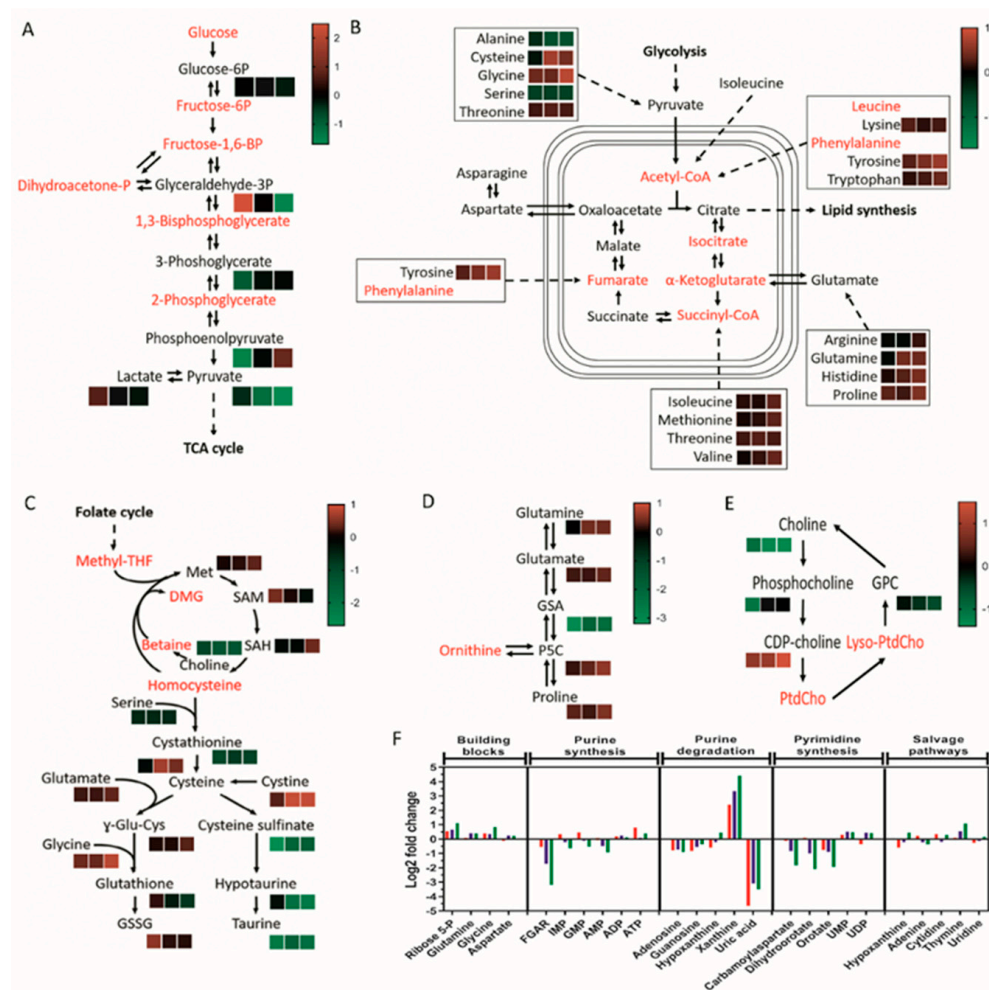 A
Glucose
Glucose-6P
Fructose-6P
Fructose-1,6-BP
Dihydroacetone-P
Glyceraldehyde-3P
1,3-Bisphosphoglycerate
3-Phoshoglycerate
2-Phosphoglycerate
Phosphoenolpyruvate
Lactate
Pyruvate
TCA cycle
2
1
0
-1
B
Alanine
Cysteine
Glycine
Serine
Threonine
Glycolysis
Pyruvate
Isoleucine
Leucine
Lysine
Phenylalanine
Tyrosine
Tryptophan
1
0
-1
Acetyl-CoA
Asparagine
Aspartate
Oxaloacetate
Citrate
Lipid synthesis
Malate
Isocitrate
Tyrosine
Phenylalanine
Fumarate
α-Ketoglutarate
Glutamate
Succinate
Succinyl-CoA
Arginine
Glutamine
Histidine
Proline
Isoleucine
Methionine
Threonine
Valine
C
Folate cycle
Methyl-THF
Met
DMG
SAM
Betaine
SAH
Choline
Homocysteine
Serine
Cystathionine
Glutamate
Cysteine
Cystine
γ-Glu-Cys
Cysteine sulfinate
Glycine
Glutathione
Hypotaurine
GSSG
Taurine
1
0
-1
-2
D
Glutamine
Glutamate
GSA
Ornithine
P5C
Proline
1
0
-1
-2
-3
E
Choline
Phosphocholine
GPC
CDP-choline
Lyso-PtdCho
PtdCho
1
0
-1
F
Building blocks
Purine synthesis
Purine degradation
Pyrimidine synthesis
Salvage pathways
Log2 fold change
5
4
3
2
1
0
-1
-2
-3
-4
-5
Ribose 5-P
Glutamine
Glycine
Aspartate
FGAR
IMP
GMP
AMP
ADP
ATP
Adenosine
Guanosine
Hypoxanthine
Xanthine
Uric acid
Carbamoylaspartate
Dihydroorotate
Orotate
UMP
UDP
Hypoxanthine
Adenine
Cytidine
Thymine
Uridine